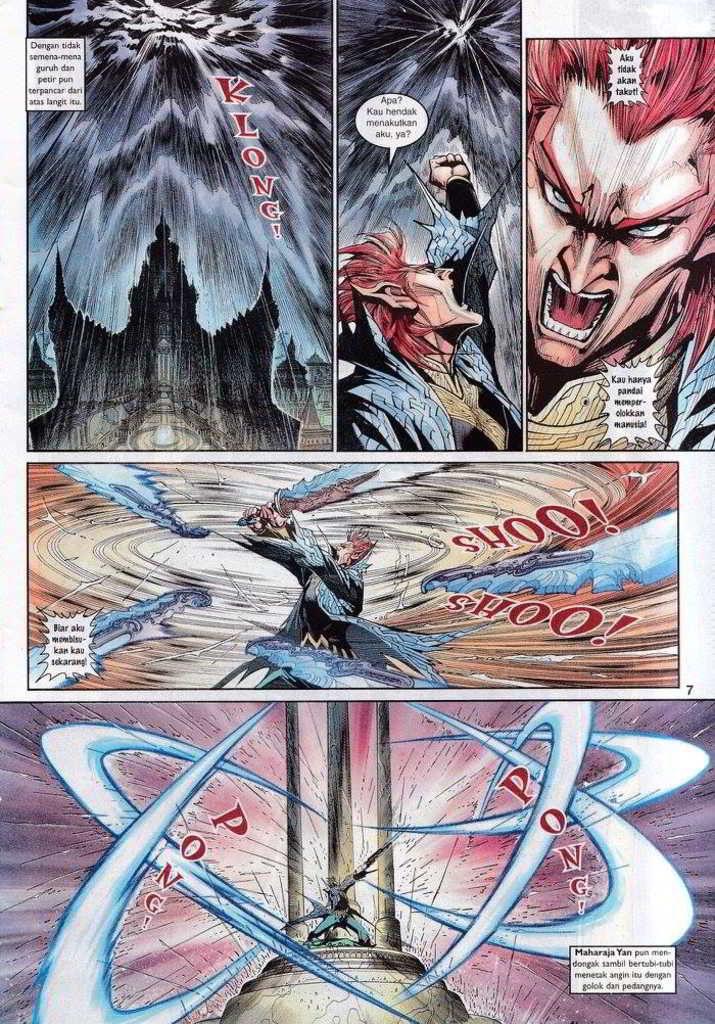 Dengan tidak
semena-mena
guruh dan
petir pun
terpancar dari
atas langit itu.
KLONG!
Apa?
Kau hendak
menakutkan
aku, ya?
Aku
tidak
akan
takut!
Kau hanya
pandai
memper-
olokkan
manusia!
SHOO!
SHOO!
Biar aku
membisu-
kan kau
sekarang!
7
PONG!
PONG!
Maharaja Yan pun men-
dongak sambil bertubi-tubi
menetak angin itu dengan
golok dan pedangnya.